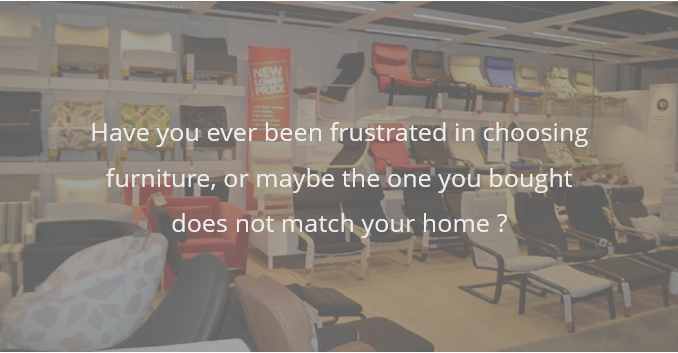 NEW
LOWER
PRICE
Have you ever been frustrated in choosing
furniture, or maybe the one you bought
does not match your home ?